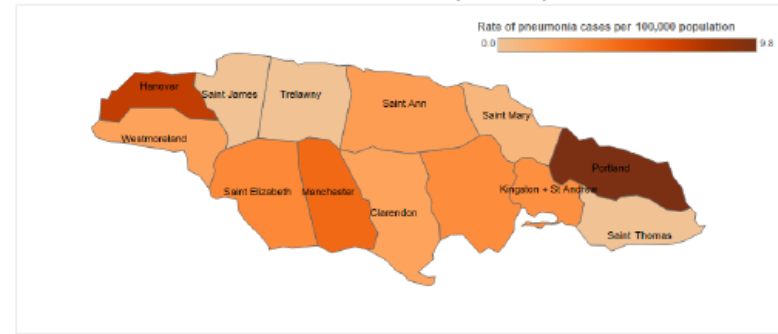 Rate of pneumonia cases per 100,000 population
0.0 9.8
Hanover
Saint James
Trelawny
Saint Ann
Saint Mary
Westmoreland
Portland
Saint Elizabeth
Manchester
Kingston + St Andrew
Clarendon
Saint Thomas